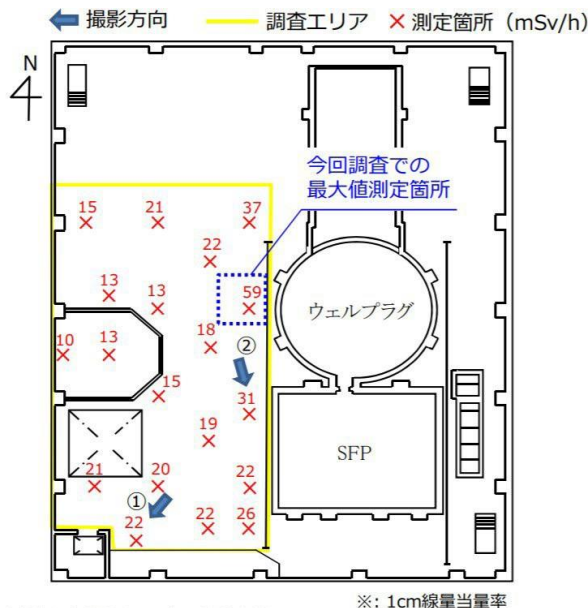 撮影方向 調査エリア × 測定箇所（mSv/h）
N
今回調査での
最大値測定箇所
15 21 37
22
59
13 13
ウェルプラグ
18
10 13
②
15
31
19
SFP
21 20 22
①
22 22 26
※: 1cm線量当量率